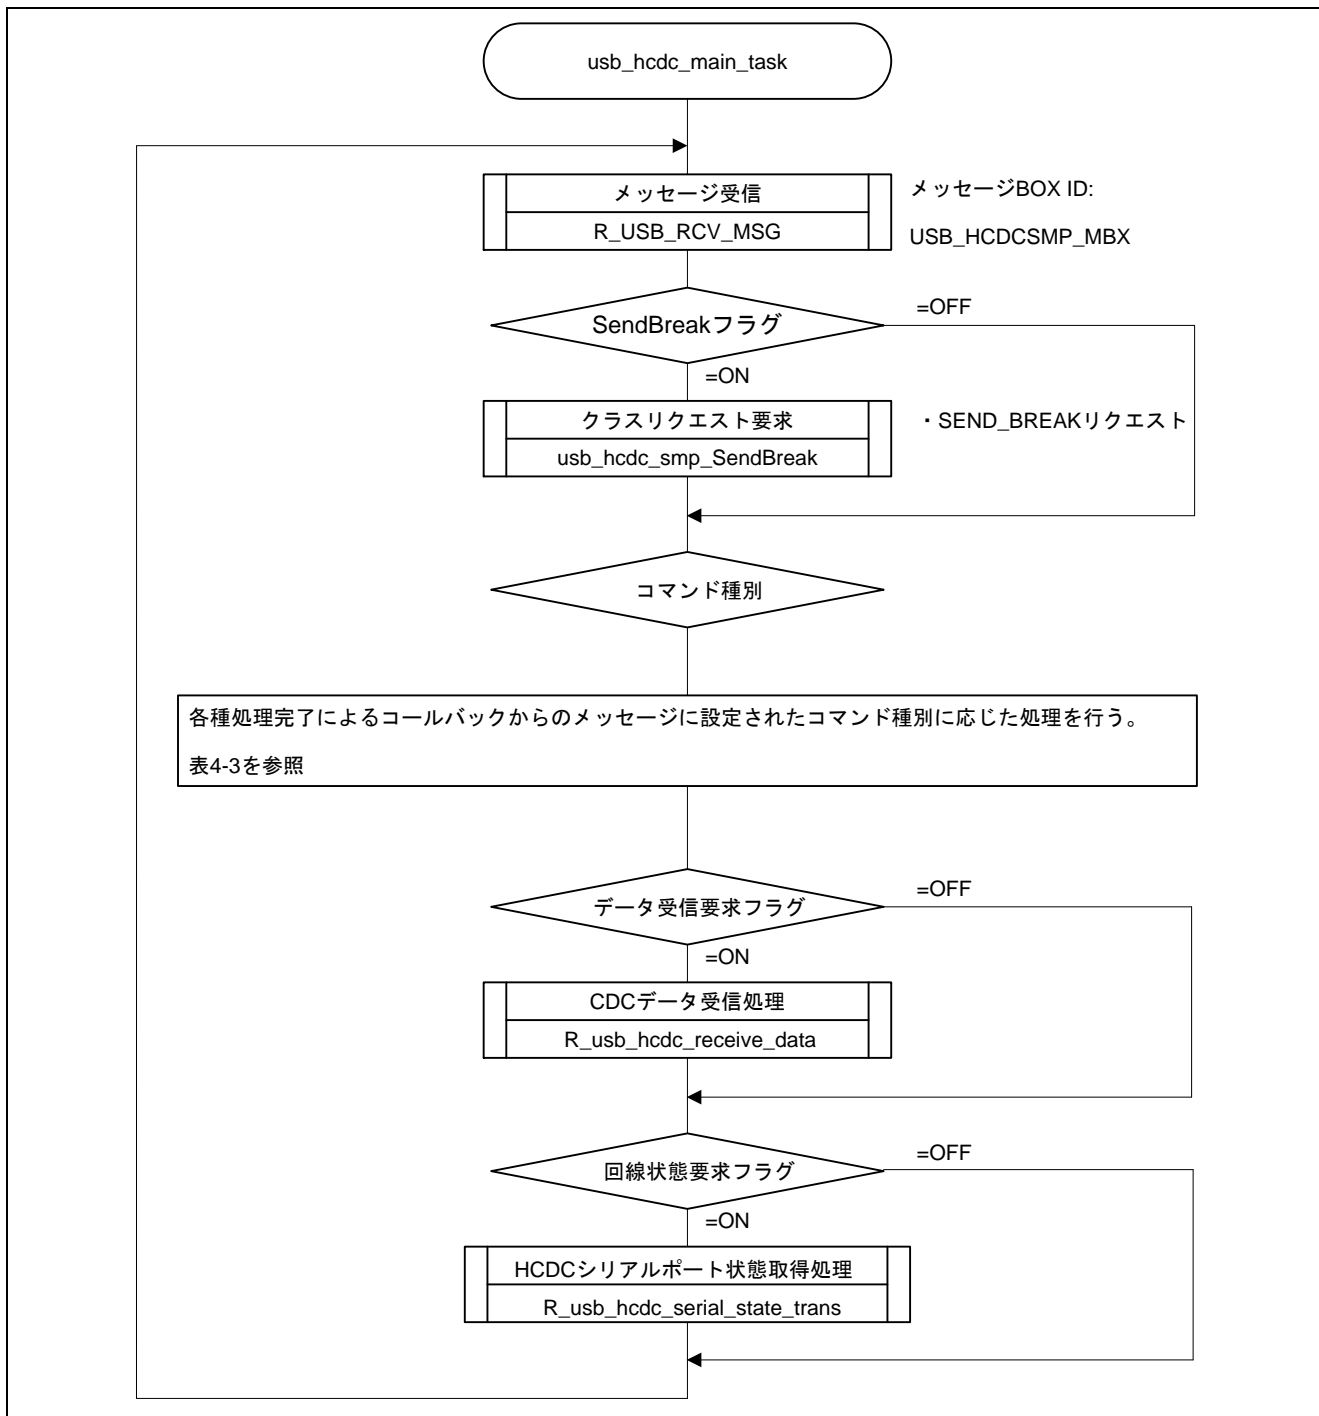 usb_hcdc_main_task
メッセージ受信
R_USB_RCV_MSG
メッセージBOX ID:
USB_HCDCSMP_MBX
SendBreakフラグ
=OFF
=ON
クラスリクエスト要求
usb_hcdc_smp_SendBreak
・SEND_BREAKリクエスト
コマンド種別
各種処理完了によるコールバックからのメッセージに設定されたコマンド種別に応じた処理を行う。
表4-3を参照
データ受信要求フラグ
=OFF
=ON
CDCデータ受信処理
R_usb_hcdc_receive_data
回線状態要求フラグ
=OFF
=ON
HCDCシリアルポート状態取得処理
R_usb_hcdc_serial_state_trans